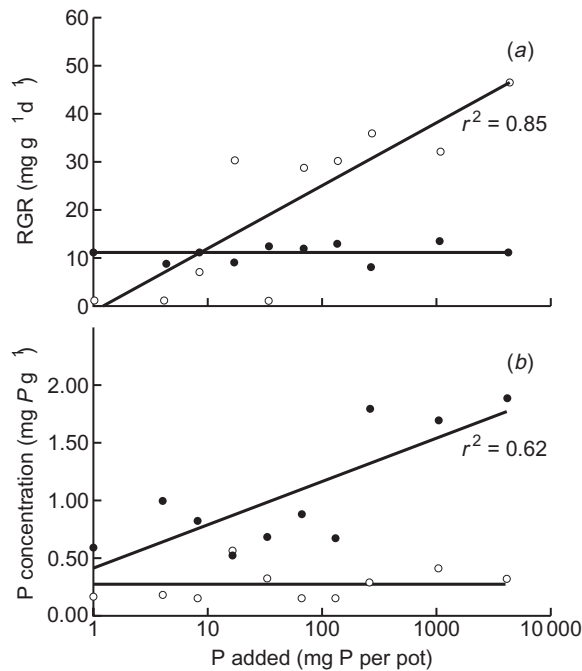 60
(a)
50
40
r² = 0.85
30
20
10
0
RGR (mg g ¹d ¹)
(b)
2.00
r² = 0.62
1.50
1.00
0.50
0.00
P concentration (mg P g ¹)
1 10 100 1000 10 000
P added (mg P per pot)